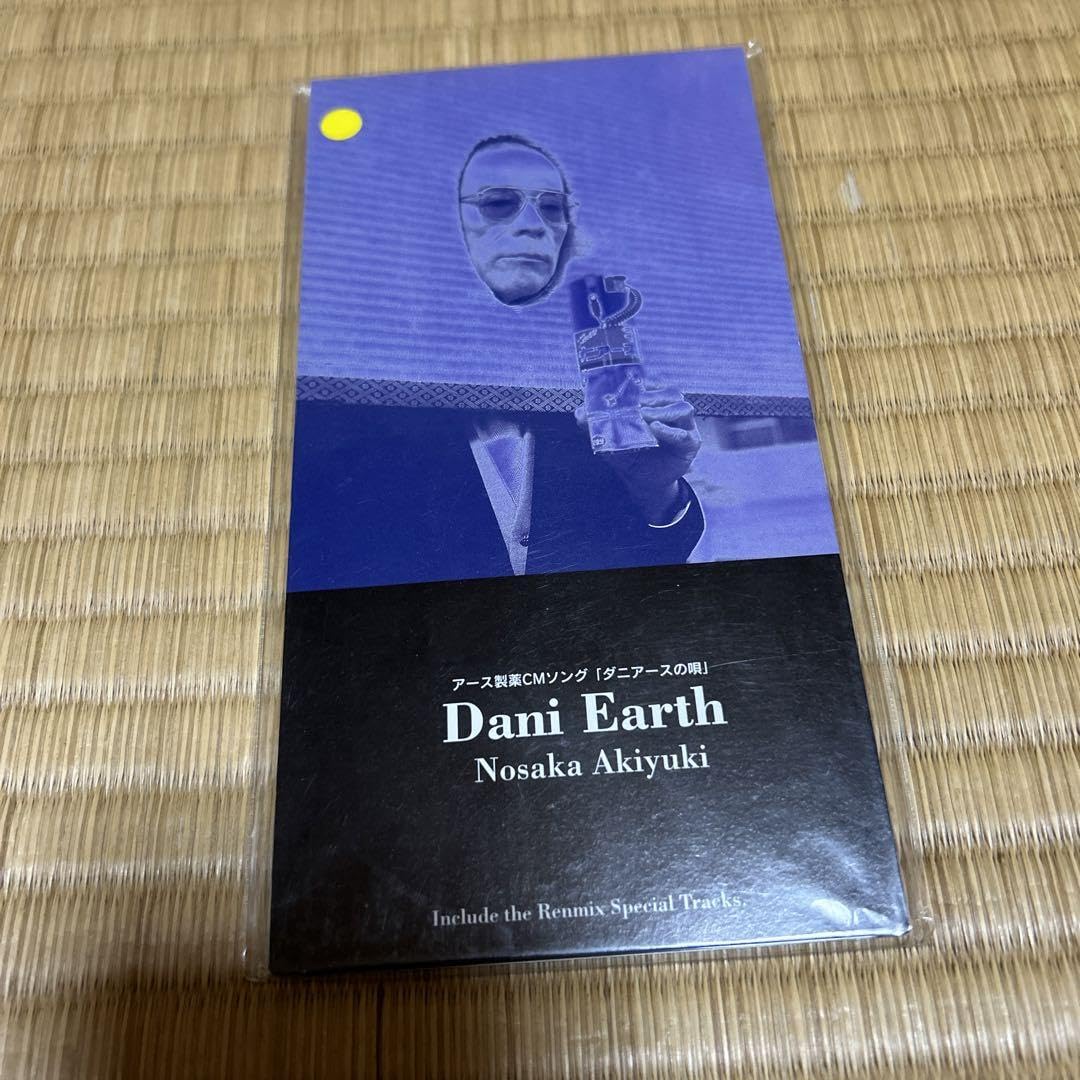 アース製薬CMソング「ダニアースの唄」
Dani Earth
Nosaka Akiyuki
Include the Renmix Special Tracks.